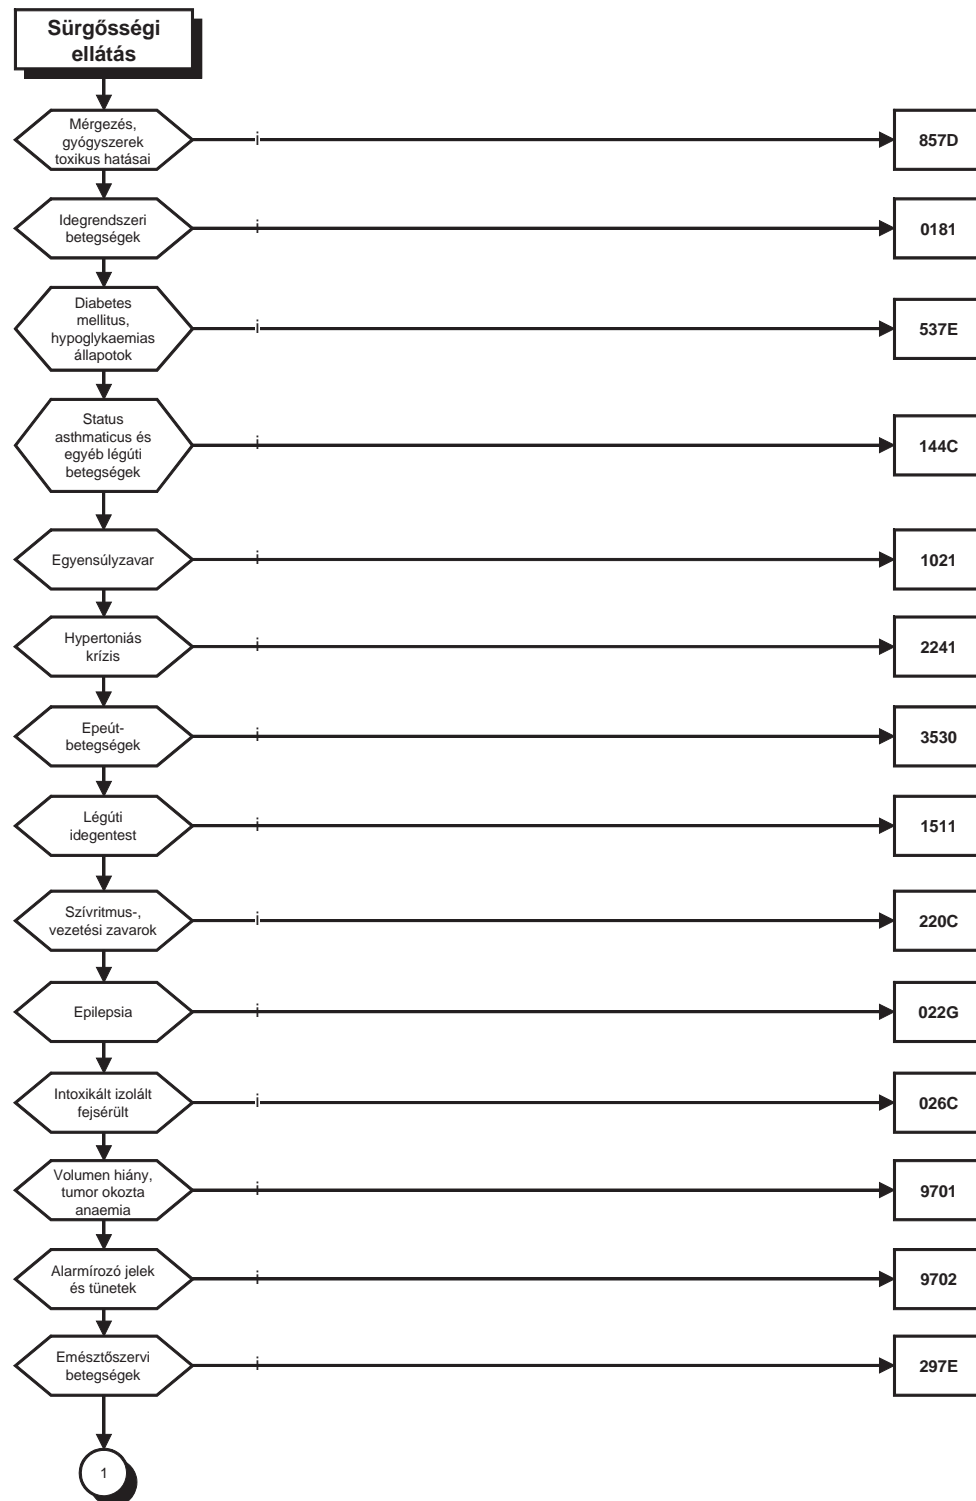 Sürgősségi
ellátás
Mérgezés,
gyógyszerek
toxikus hatásai
i
857D
Idegrendszeri
betegségek
i
0181
Diabetes
mellitus,
hypoglykaemias
állapotok
i
537E
Status
asthmaticus és
egyéb légúti
betegségek
i
144C
Egyensúlyzavar
i
1021
Hypertoniás
krízis
i
2241
Epeút-
betegségek
i
3530
Légúti
idegentest
i
1511
Szívritmus-,
vezetési zavarok
i
220C
Epilepsia
i
022G
Intoxikált izolált
fejsérült
i
026C
Volumen hiány,
tumor okozta
anaemia
i
9701
Alarmírozó jelek
és tünetek
i
9702
Emésztőszervi
betegségek
i
297E
1